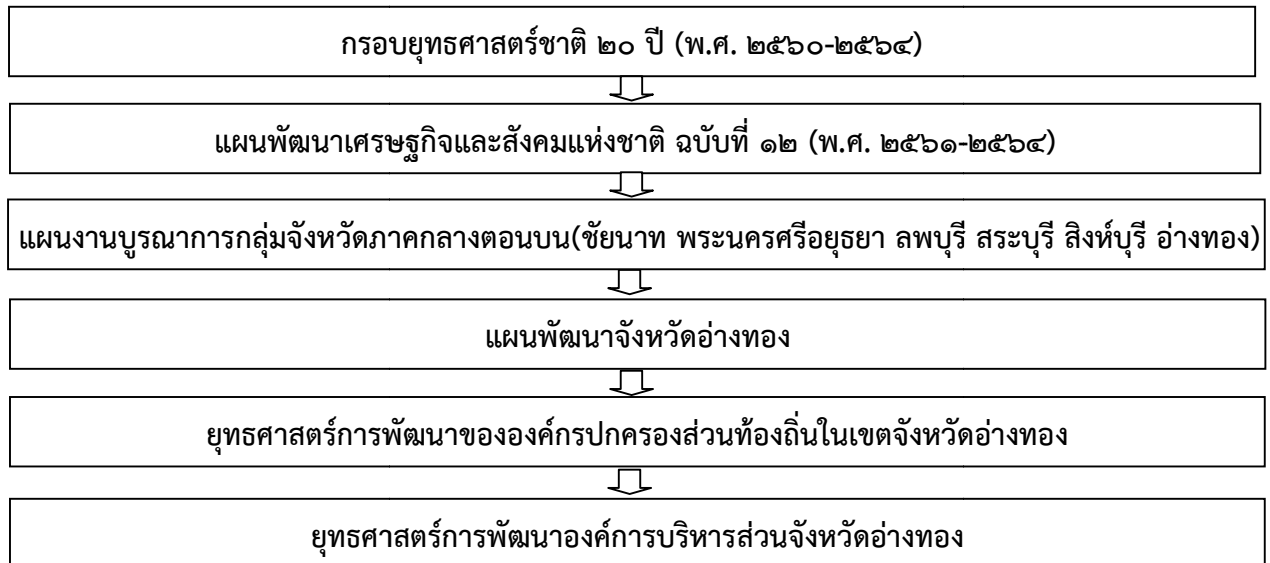 กรอบยุทธศาสตร์ชาติ ๒๐ ปี (พ.ศ. ๒๕๖๐-๒๕๖๔)
แผนพัฒนาเศรษฐกิจและสังคมแห่งชาติ ฉบับที่ ๑๒ (พ.ศ. ๒๕๖๑-๒๕๖๔)
แผนงานบูรณาการกลุ่มจังหวัดภาคกลางตอนบน(ชัยนาท พระนครศรีอยุธยา ลพบุรี สระบุรี สิงห์บุรี อ่างทอง)
แผนพัฒนาจังหวัดอ่างทอง
ยุทธศาสตร์การพัฒนาขององค์กรปกครองส่วนท้องถิ่นในเขตจังหวัดอ่างทอง
ยุทธศาสตร์การพัฒนาองค์การบริหารส่วนจังหวัดอ่างทอง